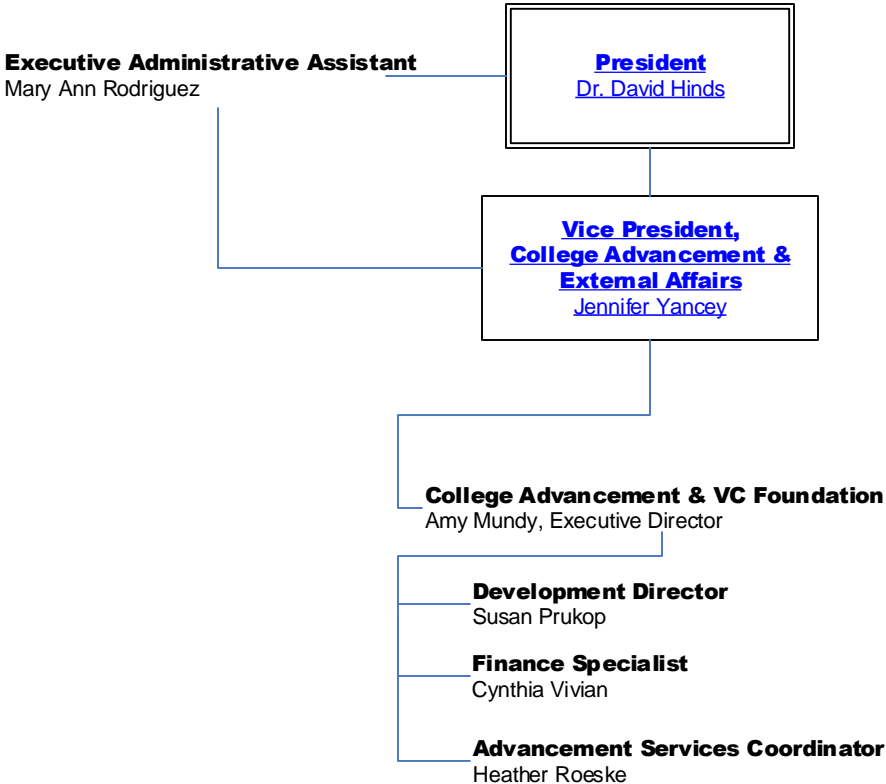 Executive Administrative Assistant
Mary Ann Rodriguez
President
Dr. David Hinds
Vice President,
College Advancement &
External Affairs
Jennifer Yancey
College Advancement & VC Foundation
Amy Mundy, Executive Director
Development Director
Susan Prukop
Finance Specialist
Cynthia Vivian
Advancement Services Coordinator
Heather Roeske